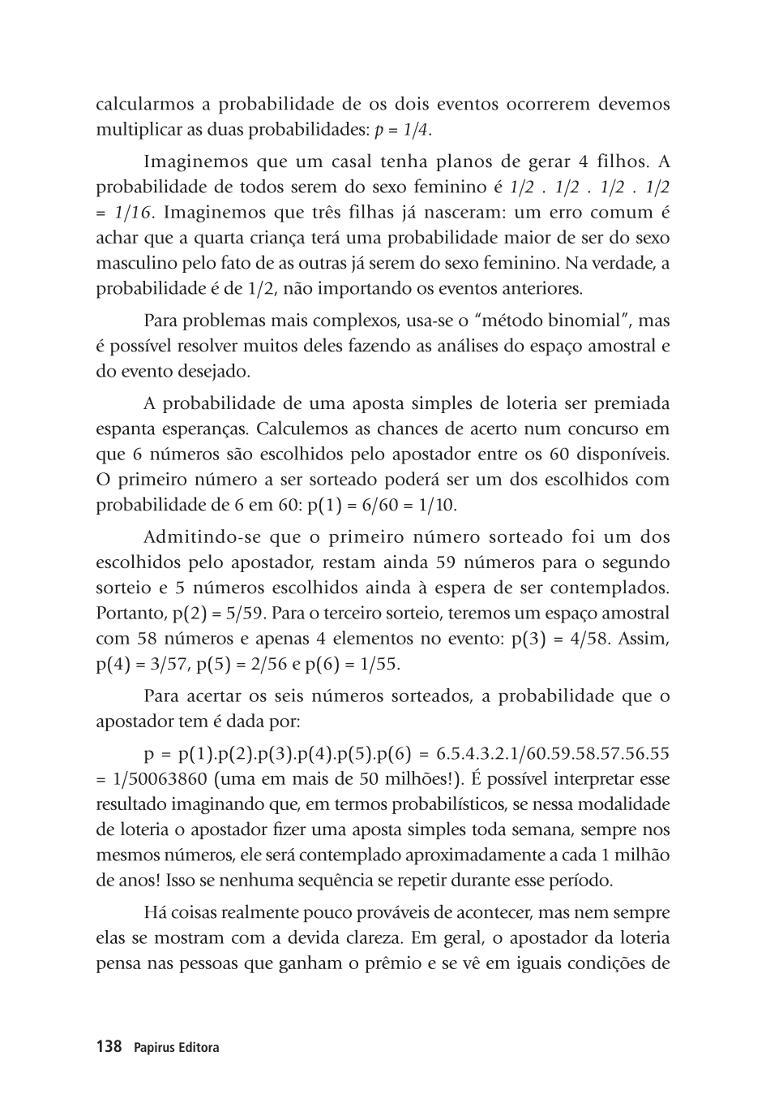 calcularmos a probabilidade de os dois eventos ocorrerem devemos
multiplicar as duas probabilidades: p = 1/4.
Imaginemos que um casal tenha planos de gerar 4 filhos. A
probabilidade de todos serem do sexo feminino é 1/2 . 1/2 . 1/2 . 1/2
= 1/16. Imaginemos que três filhas já nasceram: um erro comum é
achar que a quarta criança terá uma probabilidade maior de ser do sexo
masculino pelo fato de as outras já serem do sexo feminino. Na verdade, a
probabilidade é de 1/2, não importando os eventos anteriores.
Para problemas mais complexos, usa-se o “método binomial”, mas
é possível resolver muitos deles fazendo as análises do espaço amostral e
do evento desejado.
A probabilidade de uma aposta simples de loteria ser premiada
espanta esperanças. Calculemos as chances de acerto num concurso em
que 6 números são escolhidos pelo apostador entre os 60 disponíveis.
O primeiro número a ser sorteado poderá ser um dos escolhidos com
probabilidade de 6 em 60: p(1) = 6/60 = 1/10.
Admitindo-se que o primeiro número sorteado foi um dos
escolhidos pelo apostador, restam ainda 59 números para o segundo
sorteio e 5 números escolhidos ainda à espera de ser contemplados.
Portanto, p(2) = 5/59. Para o terceiro sorteio, teremos um espaço amostral
com 58 números e apenas 4 elementos no evento: p(3) = 4/58. Assim,
p(4) = 3/57, p(5) = 2/56 e p(6) = 1/55.
Para acertar os seis números sorteados, a probabilidade que o
apostador tem é dada por:
p = p(1).p(2).p(3).p(4).p(5).p(6) = 6.5.4.3.2.1/60.59.58.57.56.55
= 1/50063860 (uma em mais de 50 milhões!). É possível interpretar esse
resultado imaginando que, em termos probabilísticos, se nessa modalidade
de loteria o apostador fizer uma aposta simples toda semana, sempre nos
mesmos números, ele será contemplado aproximadamente a cada 1 milhão
de anos! Isso se nenhuma sequência se repetir durante esse período.
Há coisas realmente pouco prováveis de acontecer, mas nem sempre
elas se mostram com a devida clareza. Em geral, o apostador da loteria
pensa nas pessoas que ganham o prêmio e se vê em iguais condições de
138 Papirus Editora